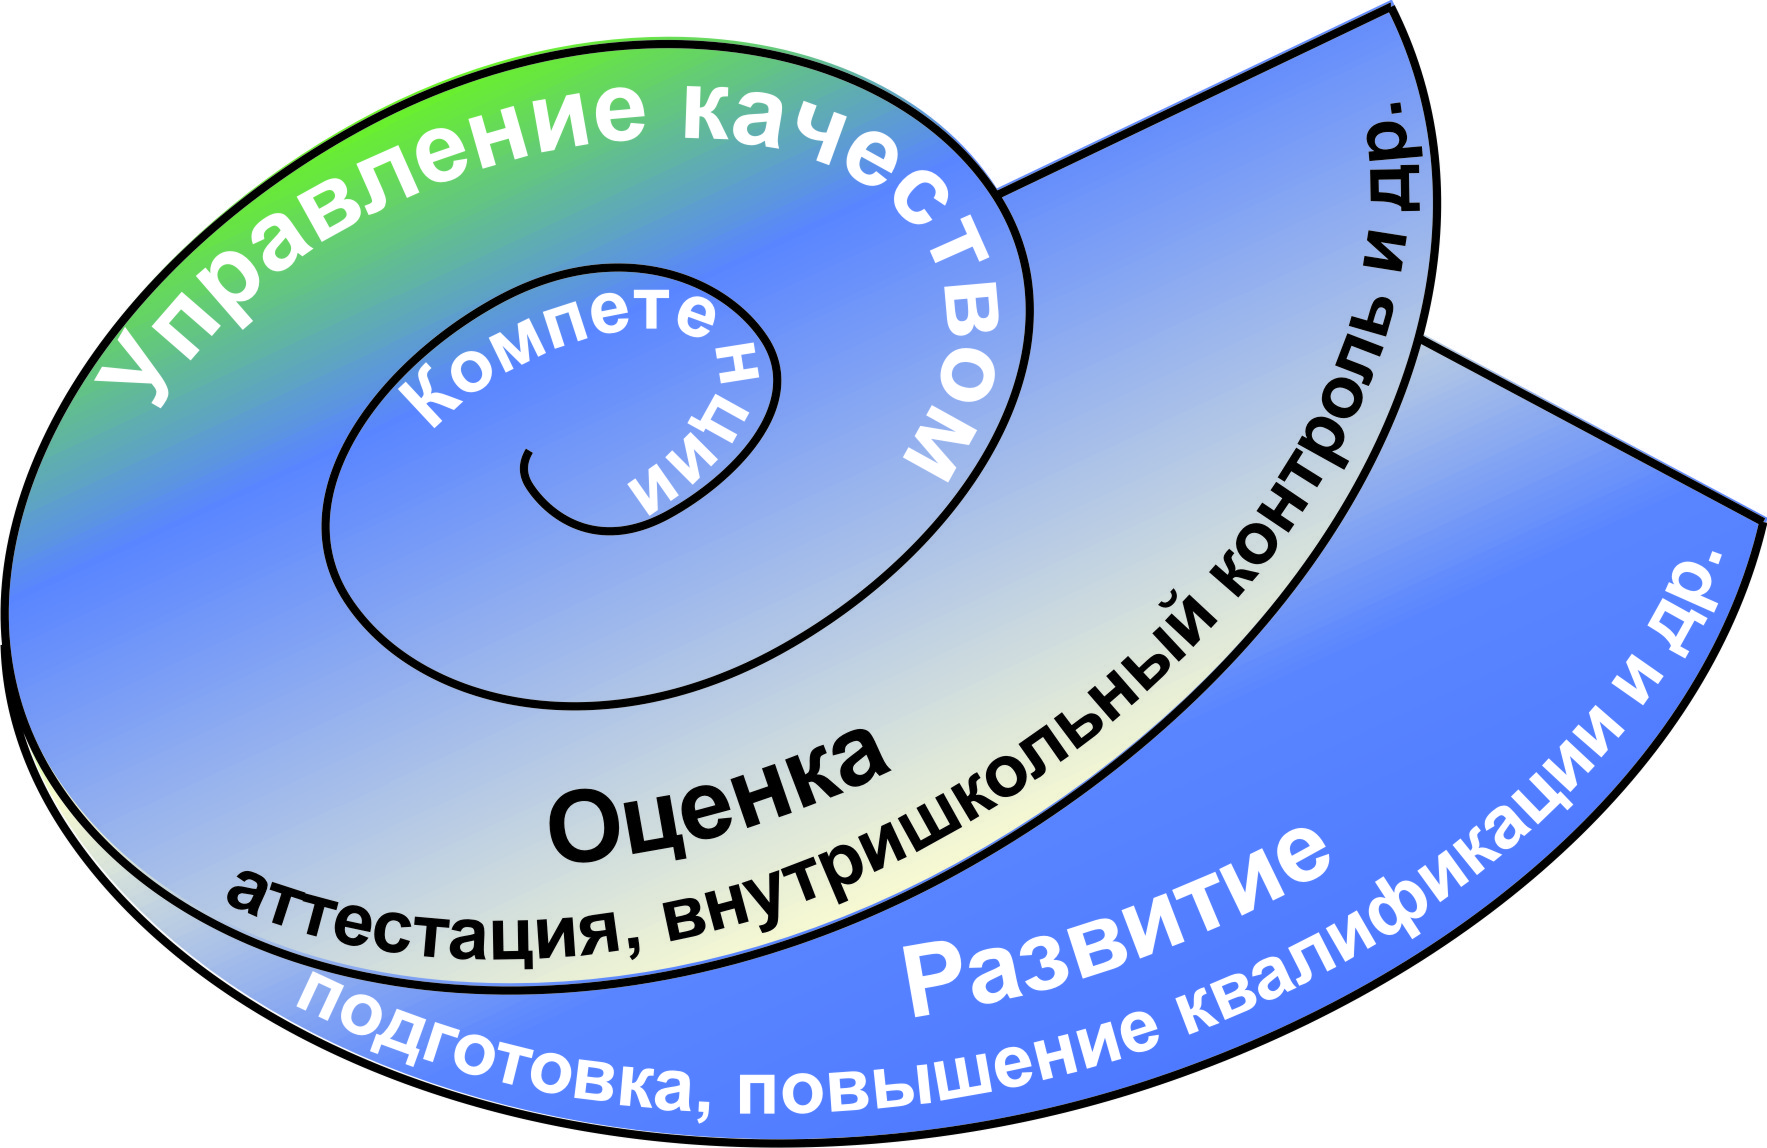 Управление качеством
Компетенции
Оценка
аттестация, внутришкольный контроль и др.
Развитие
подготовка, повышение квалификации и др.